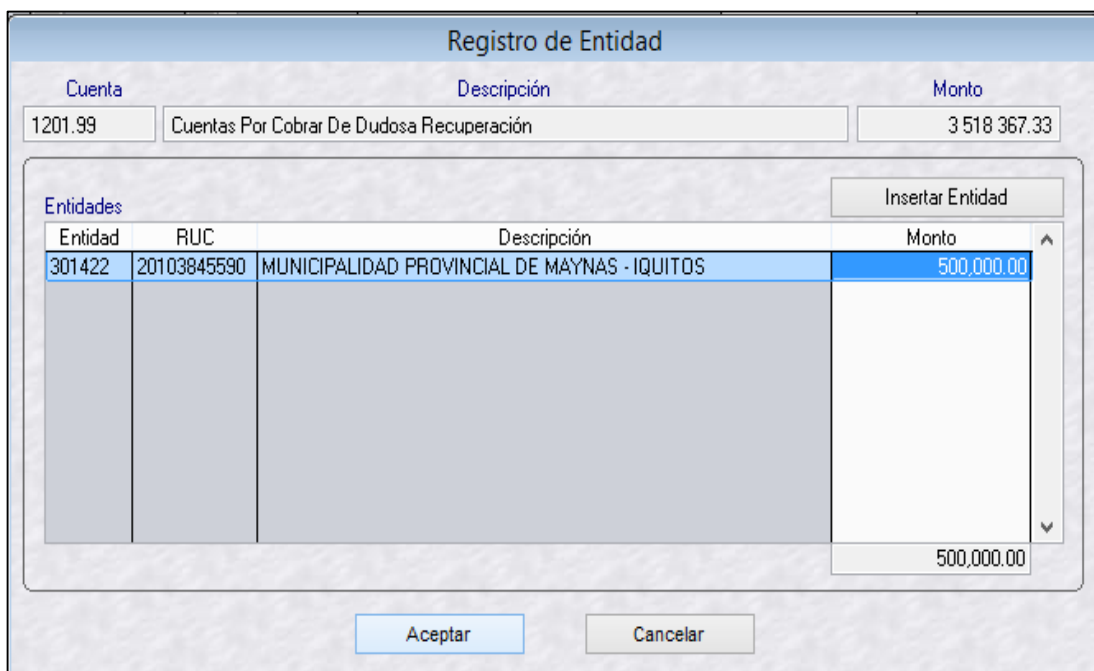 Registro de Entidad
Cuenta Descripción Monto
1201.99 Cuentas Por Cobrar De Dudosa Recuperación 3 518 367.33
Insertar Entidad
Entidades
Entidad RUC Descripción Monto
301422 20103845590 MUNICIPALIDAD PROVINCIAL DE MAYNAS - IQUITOS 500,000.00
500,000.00
Aceptar Cancelar